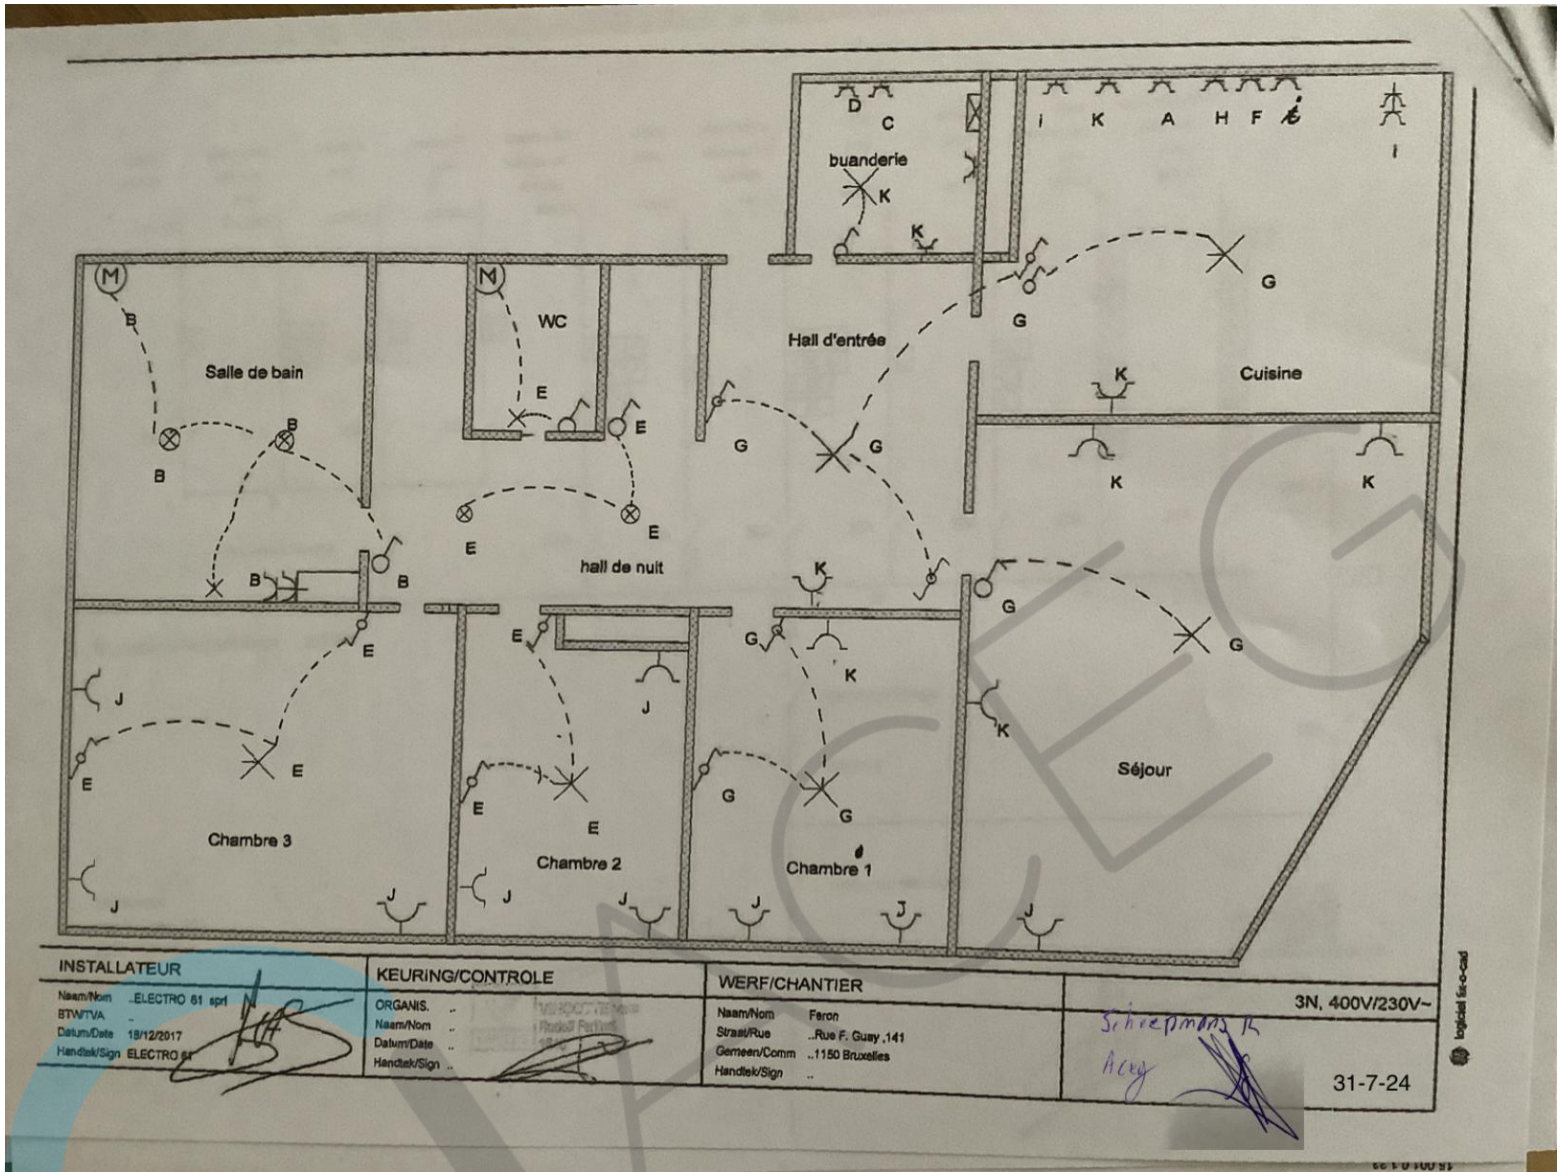 D
C
i K A H F i
I
buanderie
K
K
M
M
B
WC
Hall d'entrée
G
G
Salle de bain
K
Cuisine
E
B
E
G
G
B
E
E
K
K
hall de nuit
K
B
B
G
E
E
G
G
K
J
J
K
E
E
E
G
Séjour
E
G
Chambre 3
Chambre 2
Chambre 1
J
J
J
J
J
J
J
INSTALLATEUR
Naam/Nom ..ELECTRO 61 sprl
BTW/TVA ..
Datum/Date 18/12/2017
Handtek/Sign ELECTRO 61
KEURING/CONTROLE
ORGANIS. ..
Naam/Nom ..
Datum/Date ..
Handtek/Sign ..
WERF/CHANTIER
Naam/Nom Feron
Straat/Rue ..Rue F. Guay ,141
Gemeen/Comm ..1150 Bruxelles
Handtek/Sign ..
3N, 400V/230V~
31-7-24
logiciel fix-o-cad
ACEG